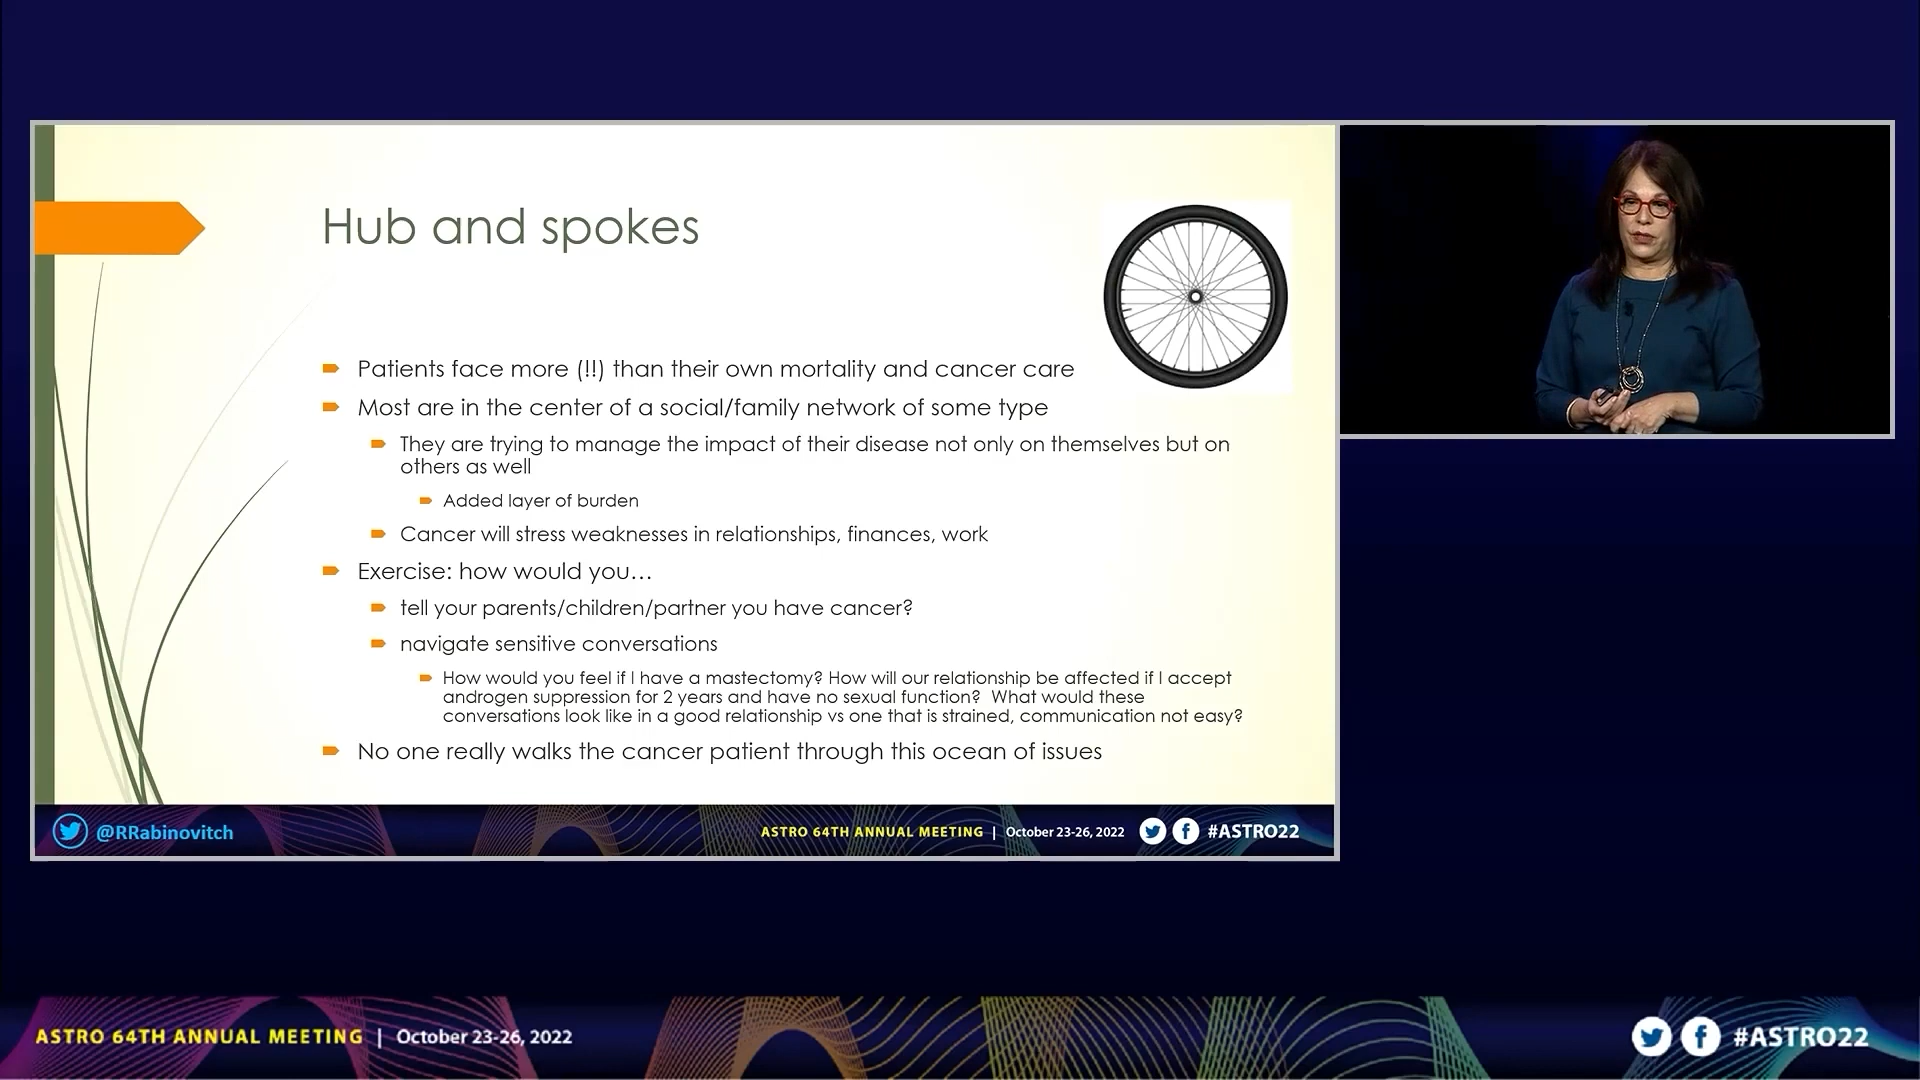 Hub and spokes
Patients face more (!!) than their own mortality and cancer care
Most are in the center of a social/family network of some type
They are trying to manage the impact of their disease not only on themselves but on
others as well
Added layer of burden
Cancer will stress weaknesses in relationships, finances, work
Exercise: how would you…
tell your parents/children/partner you have cancer?
navigate sensitive conversations
How would you feel if I have a mastectomy? How will our relationship be affected if I accept
androgen suppression for 2 years and have no sexual function?  What would these
conversations look like in a good relationship vs one that is strained, communication not easy?
No one really walks the cancer patient through this ocean of issues
@RRabinovitch
ASTRO 64TH ANNUAL MEETING | October 23-26, 2022 #ASTRO22
ASTRO 64TH ANNUAL MEETING | October 23-26, 2022 #ASTRO22